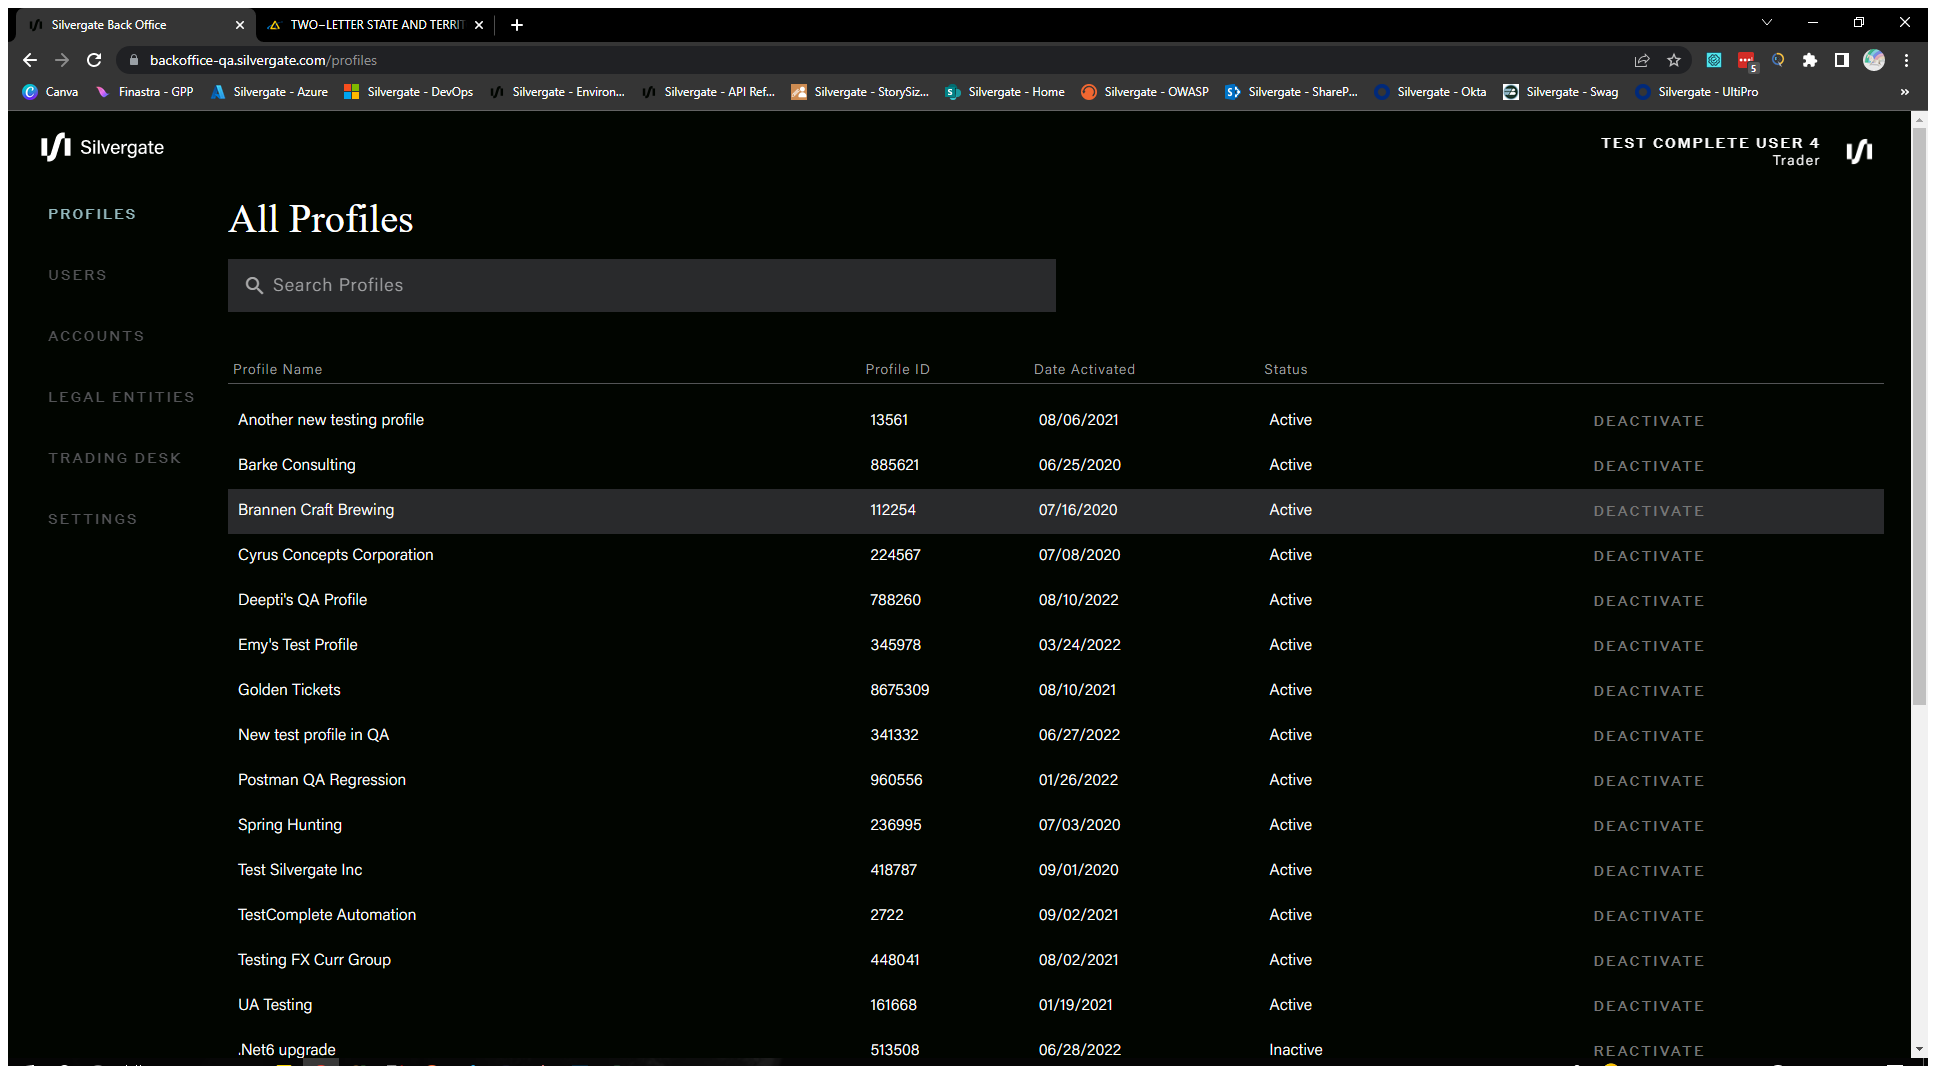 Silvergate Back Office
TWO-LETTER STATE AND TERRIT
backoffice-qa.silvergate.com/profiles
5
Canva Finastra - GPP Silvergate - Azure Silvergate - DevOps Silvergate - Environ... Silvergate - API Ref... Silvergate - StorySiz... Silvergate - Home Silvergate - OWASP Silvergate - ShareP... Silvergate - Okta Silvergate - Swag Silvergate - UltiPro »
Silvergate
TEST COMPLETE USER 4
Trader
PROFILES
USERS
ACCOUNTS
LEGAL ENTITIES
TRADING DESK
SETTINGS
All Profiles
Search Profiles
Profile Name Profile ID Date Activated Status
Another new testing profile 13561 08/06/2021 Active DEACTIVATE
Barke Consulting 885621 06/25/2020 Active DEACTIVATE
Brannen Craft Brewing 112254 07/16/2020 Active DEACTIVATE
Cyrus Concepts Corporation 224567 07/08/2020 Active DEACTIVATE
Deepti's QA Profile 788260 08/10/2022 Active DEACTIVATE
Emy's Test Profile 345978 03/24/2022 Active DEACTIVATE
Golden Tickets 8675309 08/10/2021 Active DEACTIVATE
New test profile in QA 341332 06/27/2022 Active DEACTIVATE
Postman QA Regression 960556 01/26/2022 Active DEACTIVATE
Spring Hunting 236995 07/03/2020 Active DEACTIVATE
Test Silvergate Inc 418787 09/01/2020 Active DEACTIVATE
TestComplete Automation 2722 09/02/2021 Active DEACTIVATE
Testing FX Curr Group 448041 08/02/2021 Active DEACTIVATE
UA Testing 161668 01/19/2021 Active DEACTIVATE
.Net6 upgrade 513508 06/28/2022 Inactive REACTIVATE